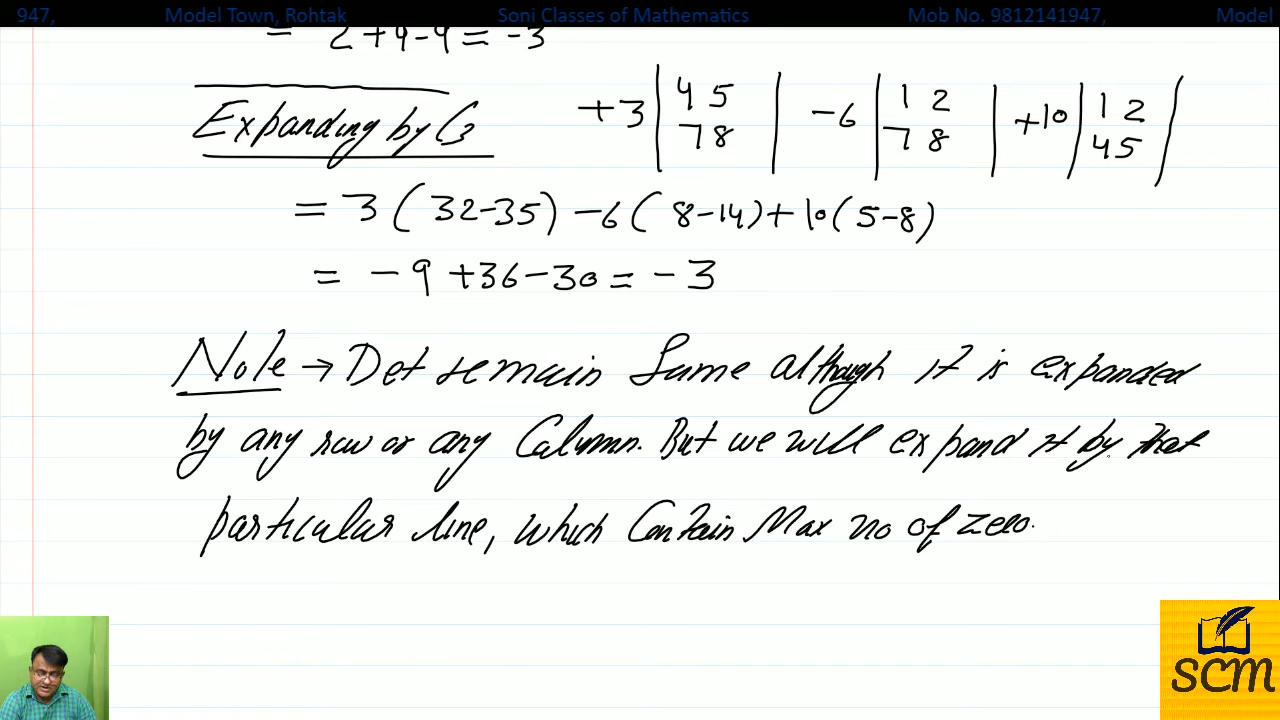 947, Model Town, Rohtak Soni Classes of Mathematics Mob No. 9812141947, Model
= 2+4-9 = -3
Expanding by C3 +3 | 4 5 | -6 | 1 2 | +10 | 1 2 |
7 8 7 8 4 5
= 3 ( 32-35) -6 ( 8-14) + 10 ( 5-8)
= -9 +36 -30 = -3
Note → Det remain Same although it is expanded
by any row or any Column. But we will expand it by that
particular line, which Contain Max no of zero.
SCM